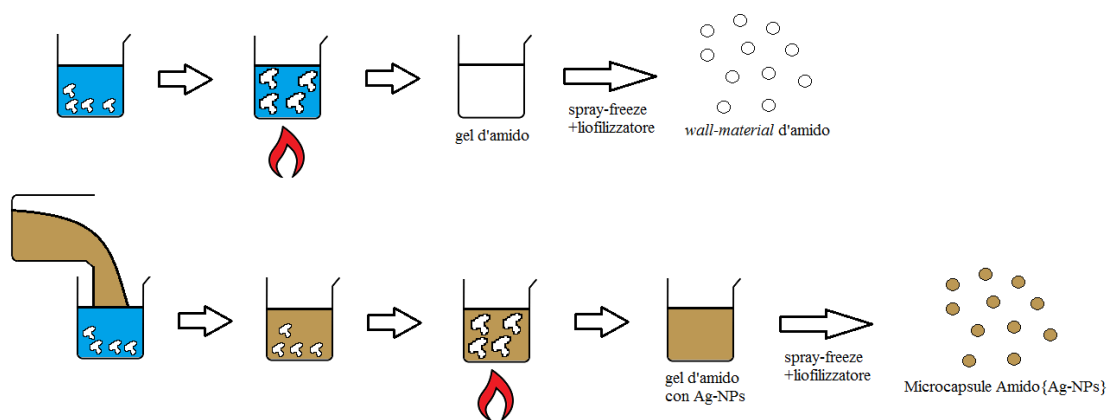 gel d'amido
spray-freeze
+liofilizzatore
wall-material d'amido
gel d'amido
con Ag-NPs
spray-freeze
+liofilizzatore
Microcapsule Amido{Ag-NPs}